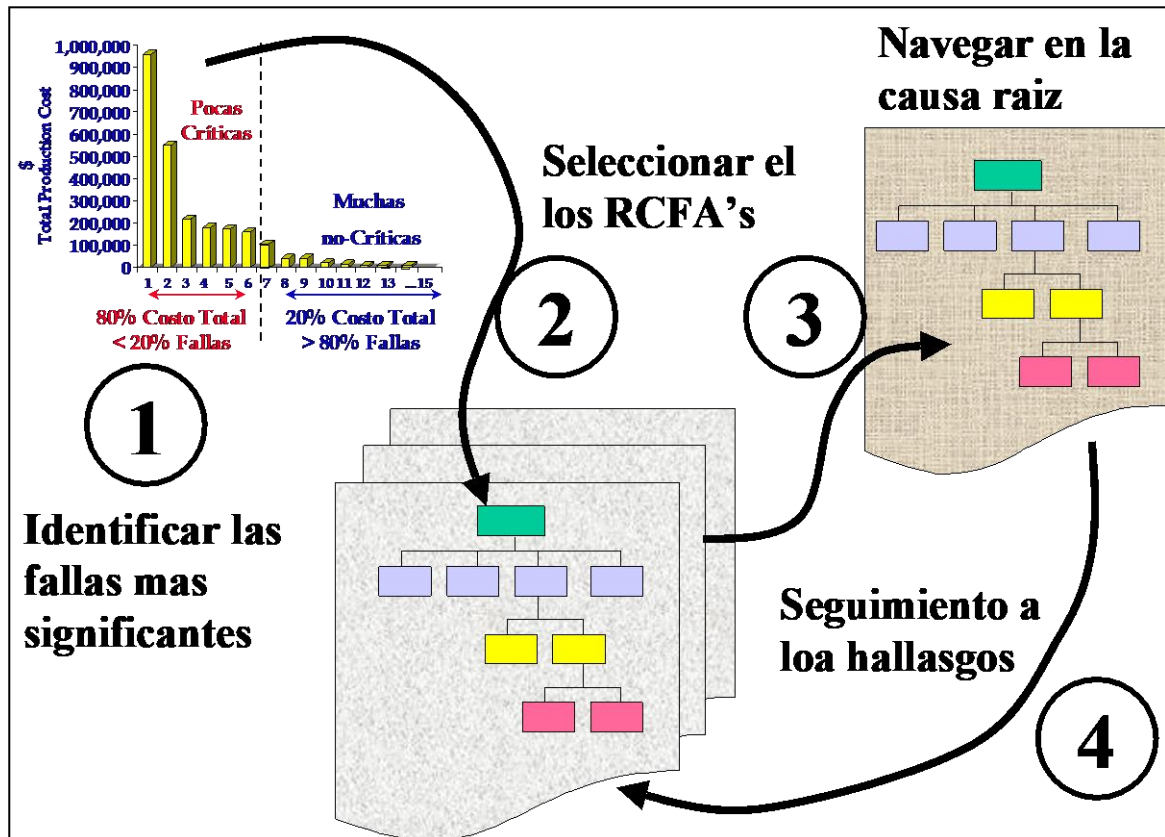 1,000,000
900,000
800,000
700,000
600,000
500,000
400,000
300,000
200,000
100,000
0
$
Total Production Cost
Pocas
Críticas
Muchas
no-Críticas
1 2 3 4 5 6 7 8 9 10 11 12 13 ...15
80% Costo Total
< 20% Fallas
20% Costo Total
> 80% Fallas
1
Identificar las
fallas mas
significantes
Seleccionar el
los RCFA's
2
Navegar en la
causa raiz
3
Seguimiento a
loa hallasgos
4